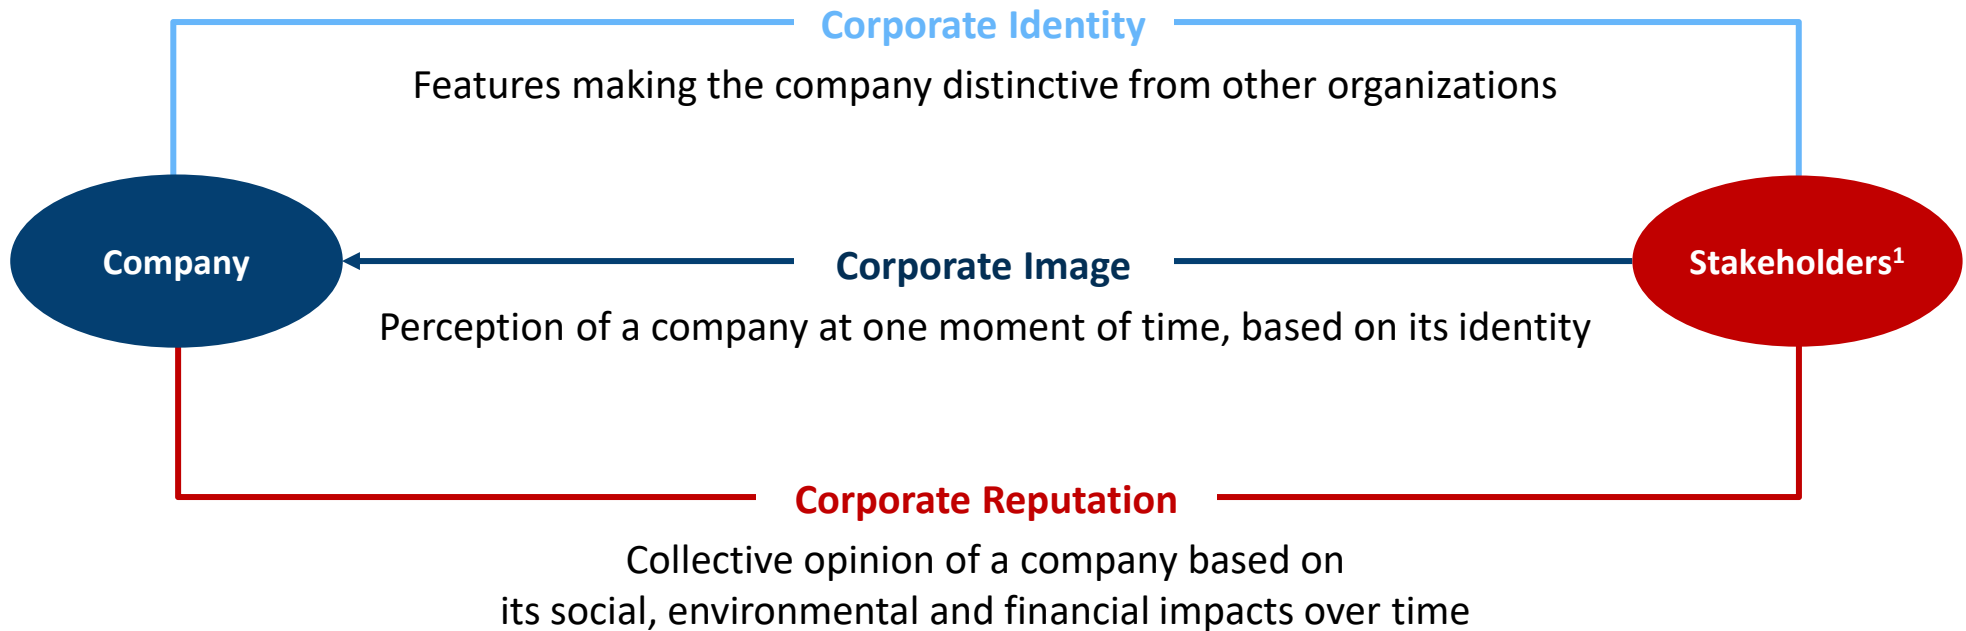 Corporate Identity
Features making the company distinctive from other organizations
Company
Corporate Image
Stakeholders¹
Perception of a company at one moment of time, based on its identity
Corporate Reputation
Collective opinion of a company based on
its social, environmental and financial impacts over time